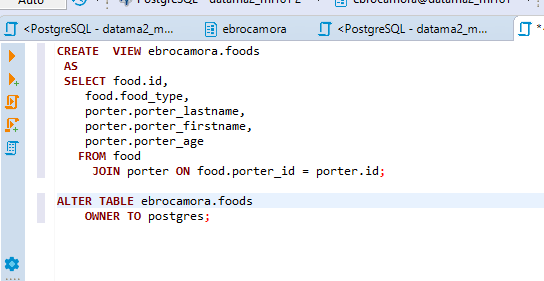 Auto
PostgreSQL - datama2_mf1612
ebrocamora@datama2_mf161
<PostgreSQL - datama2_m...
ebrocamora
<PostgreSQL - datama2_m...
*
CREATE  VIEW ebrocamora.foods
AS
SELECT food.id,
food.food_type,
porter.porter_lastname,
porter.porter_firstname,
porter.porter_age
FROM food
JOIN porter ON food.porter_id = porter.id;
ALTER TABLE ebrocamora.foods
OWNER TO postgres;